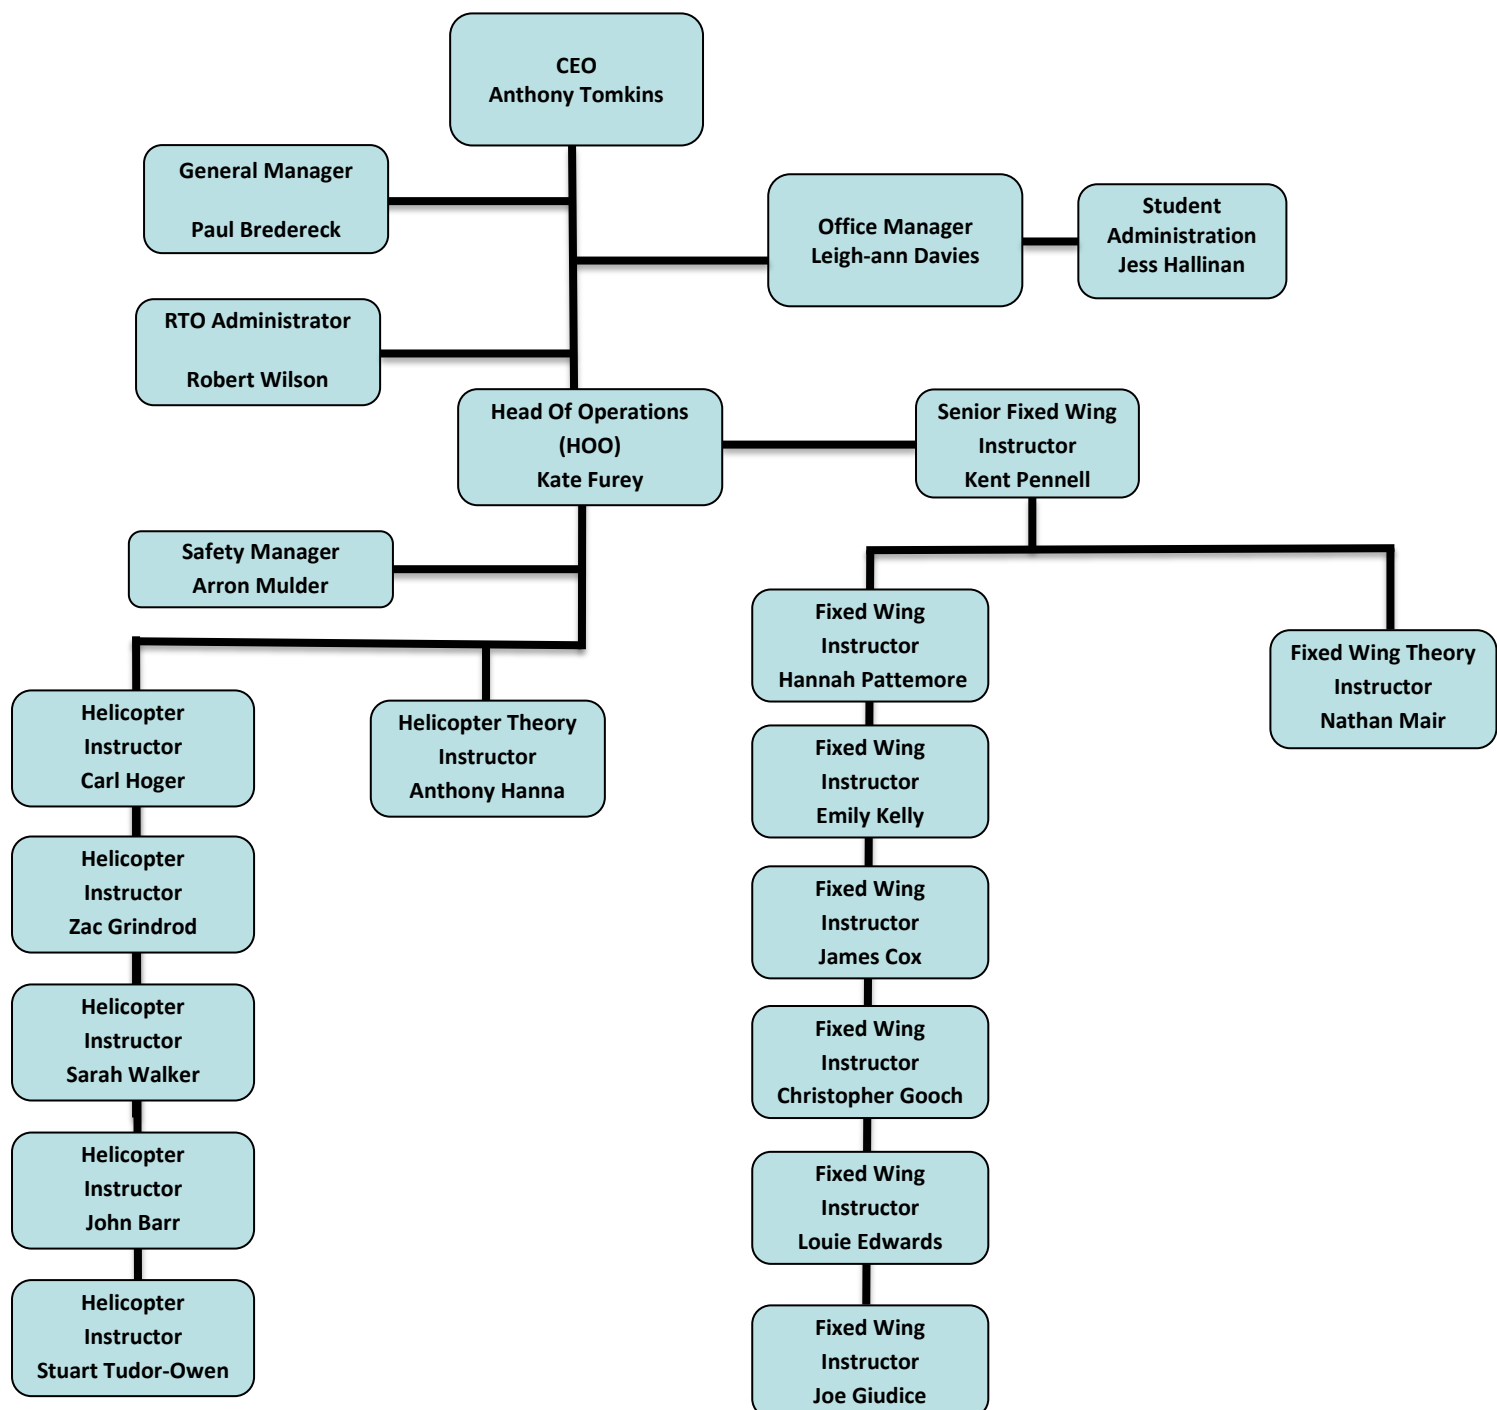 CEO
Anthony Tomkins
General Manager
Paul Bredereck
Office Manager
Leigh-ann Davies
Student
Administration
Jess Hallinan
RTO Administrator
Robert Wilson
Head Of Operations
(HOO)
Kate Furey
Senior Fixed Wing
Instructor
Kent Pennell
Safety Manager
Arron Mulder
Helicopter
Instructor
Carl Hoger
Helicopter Theory
Instructor
Anthony Hanna
Fixed Wing
Instructor
Hannah Pattemore
Fixed Wing Theory
Instructor
Nathan Mair
Helicopter
Instructor
Zac Grindrod
Helicopter
Instructor
Sarah Walker
Helicopter
Instructor
John Barr
Helicopter
Instructor
Stuart Tudor-Owen
Fixed Wing
Instructor
Emily Kelly
Fixed Wing
Instructor
James Cox
Fixed Wing
Instructor
Christopher Gooch
Fixed Wing
Instructor
Louie Edwards
Fixed Wing
Instructor
Joe Giudice